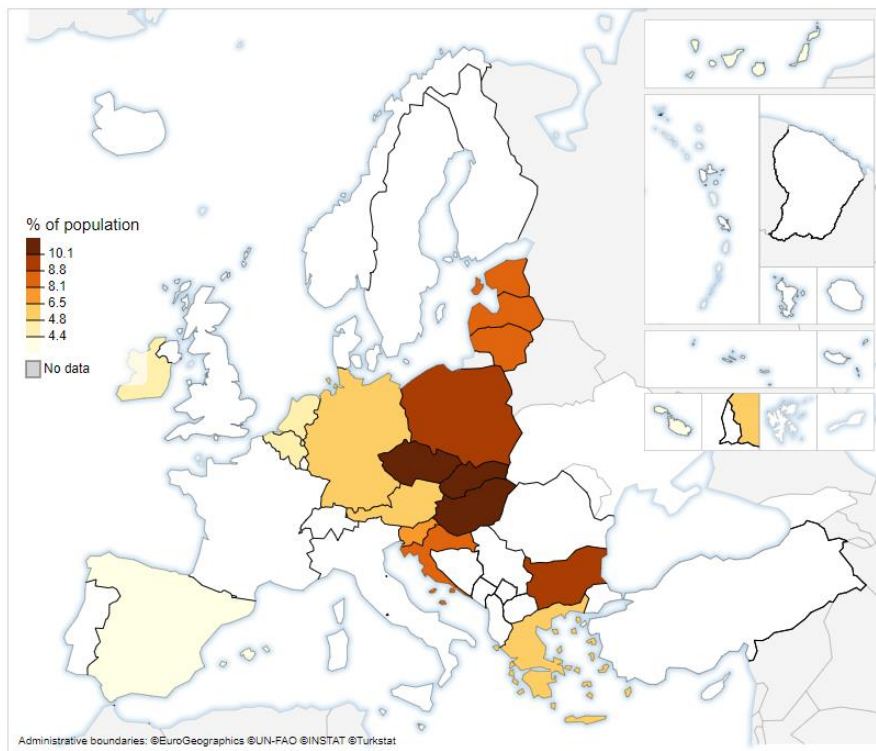 % of population
10.1
8.8
8.1
6.5
4.8
4.4
No data
Administrative boundaries: ©EuroGeographics ©UN-FAO ©INSTAT ©Turkstat